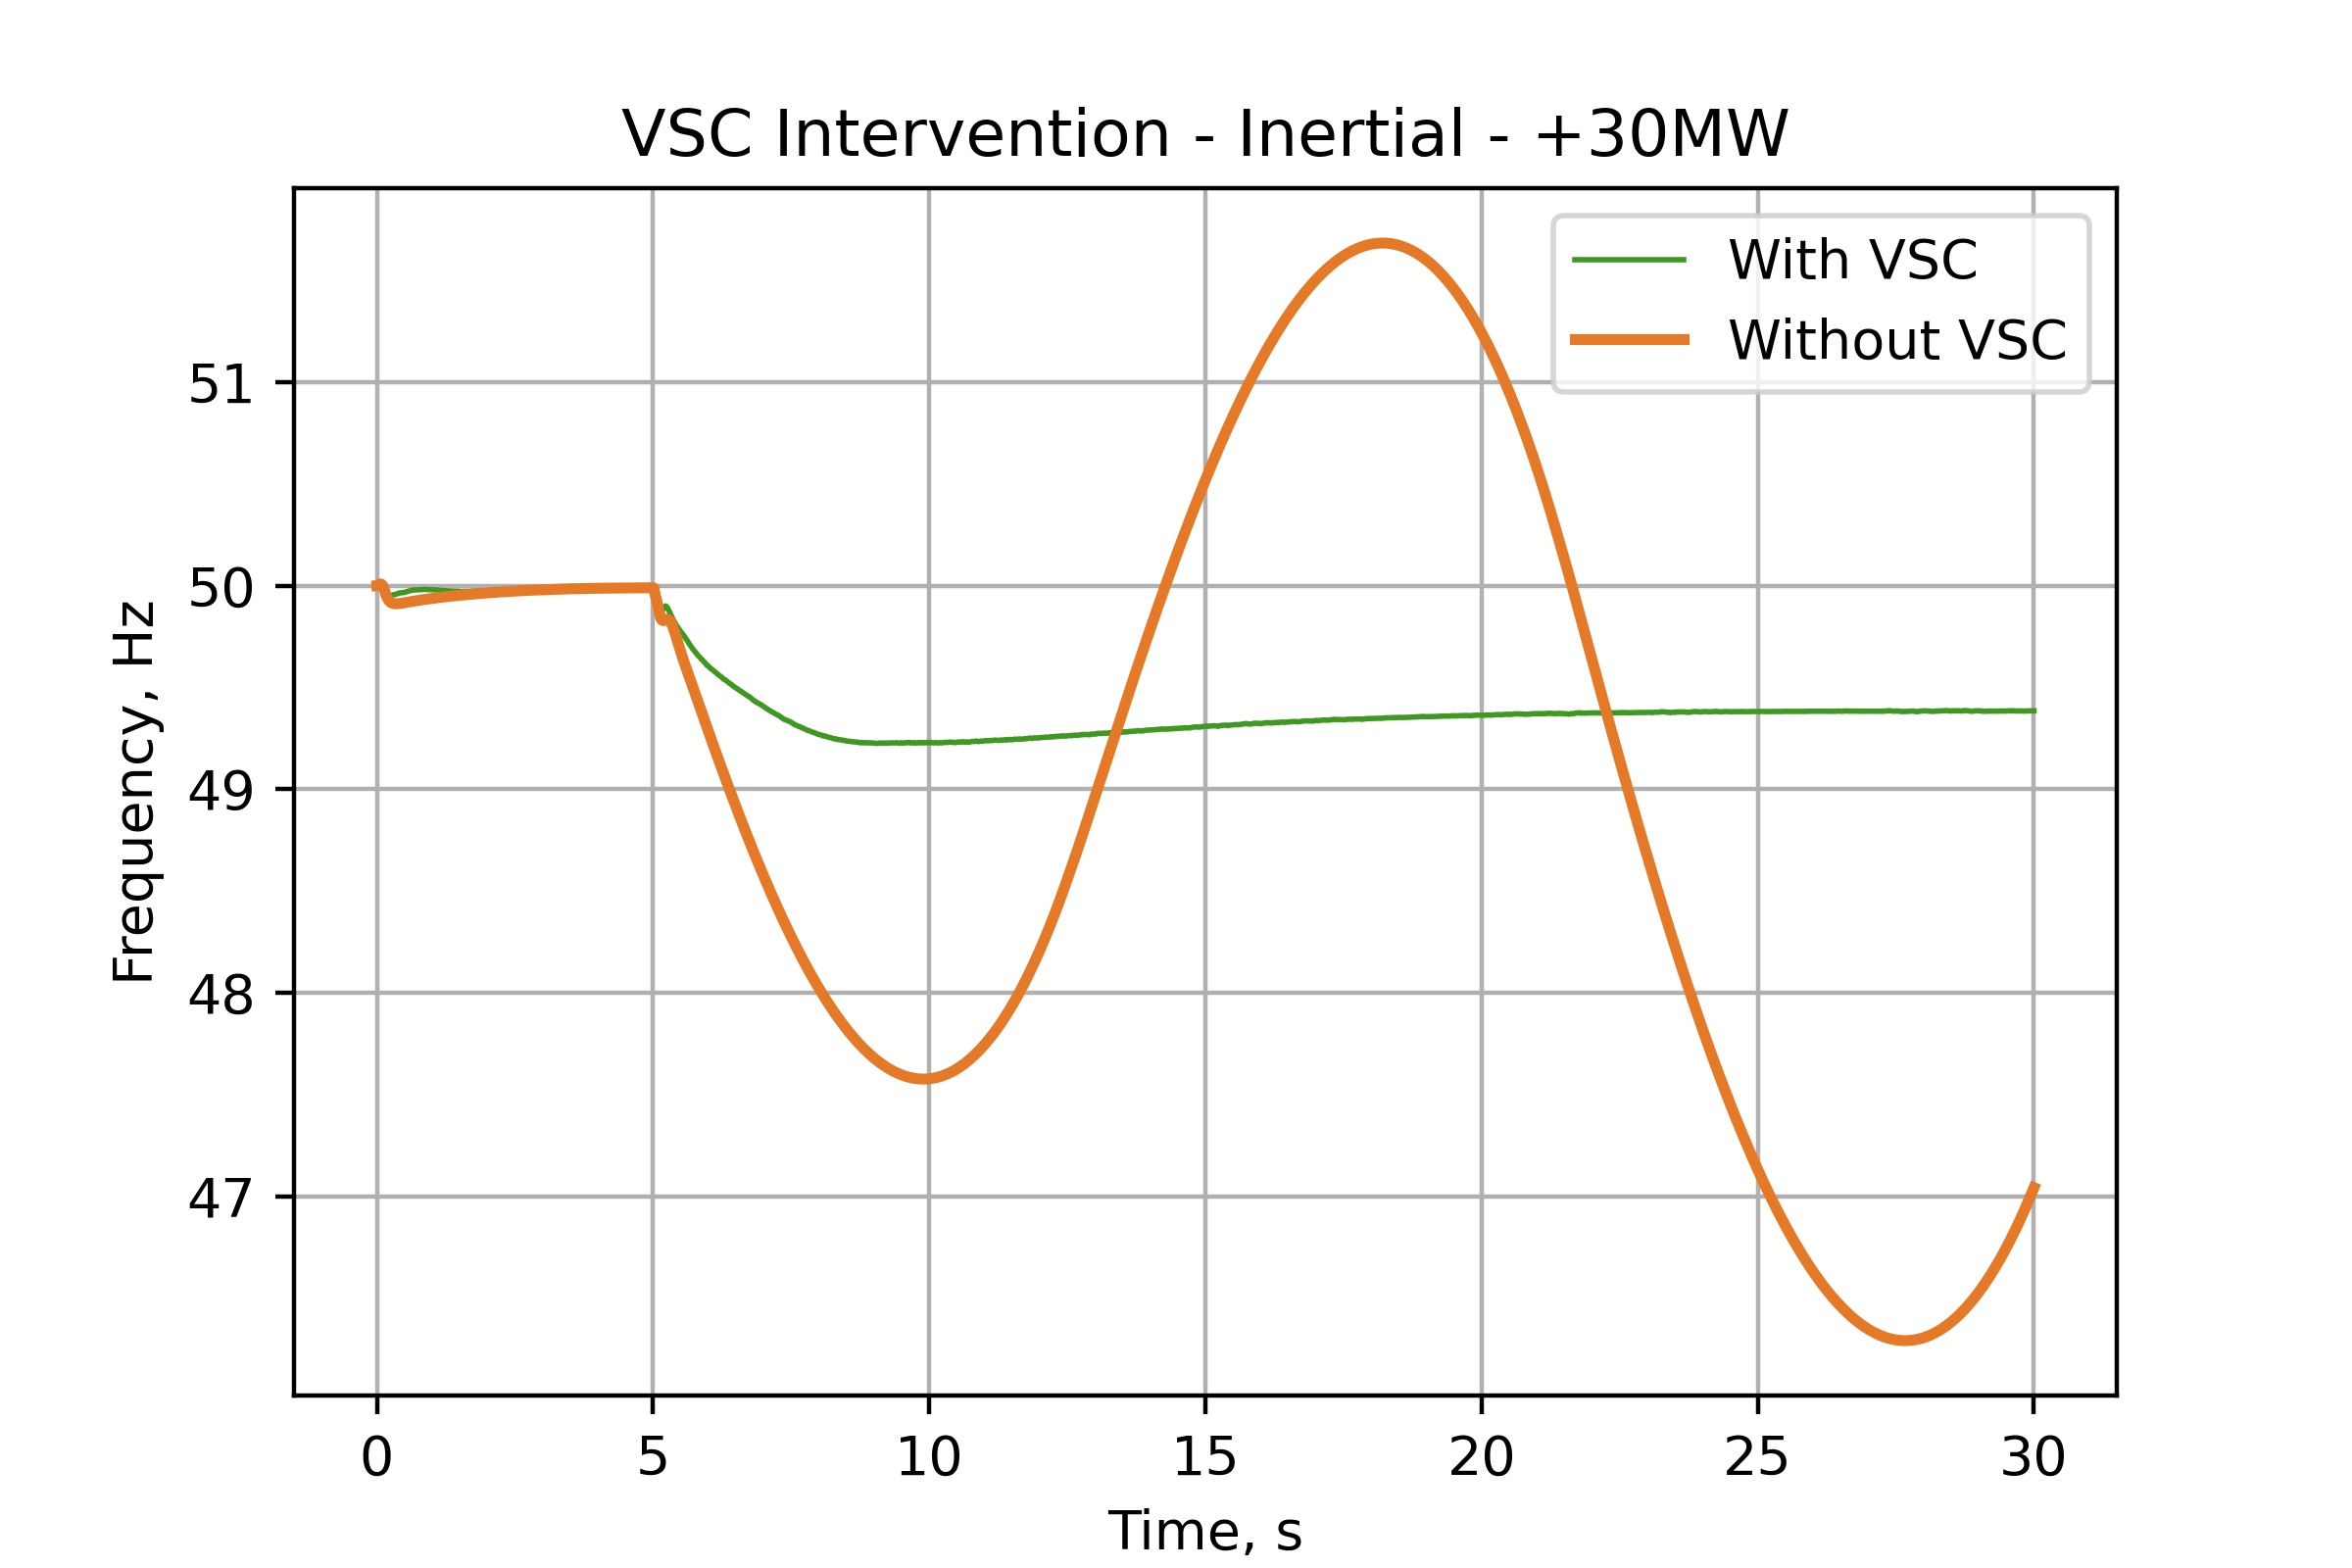 VSC Intervention - Inertial - +30MW
With VSC
Without VSC
51
50
49
48
47
Frequency, Hz
0 5 10 15 20 25 30
Time, s